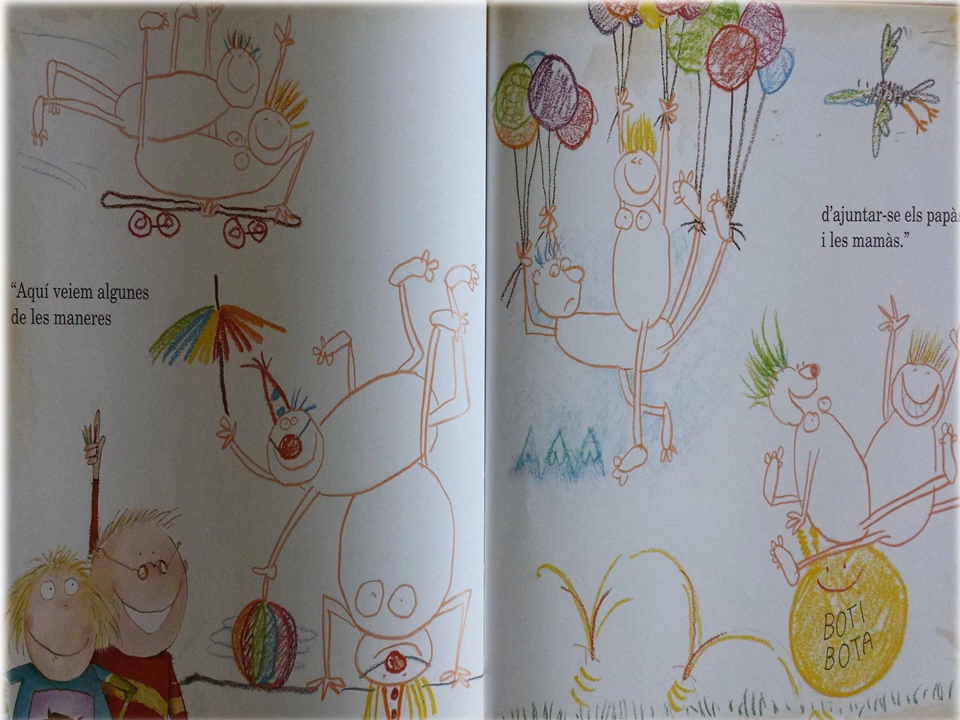 “Aquí veiem algunes
de les maneres
d’ajuntar-se els papàs
i les mamàs.”
BOTI
BOTA